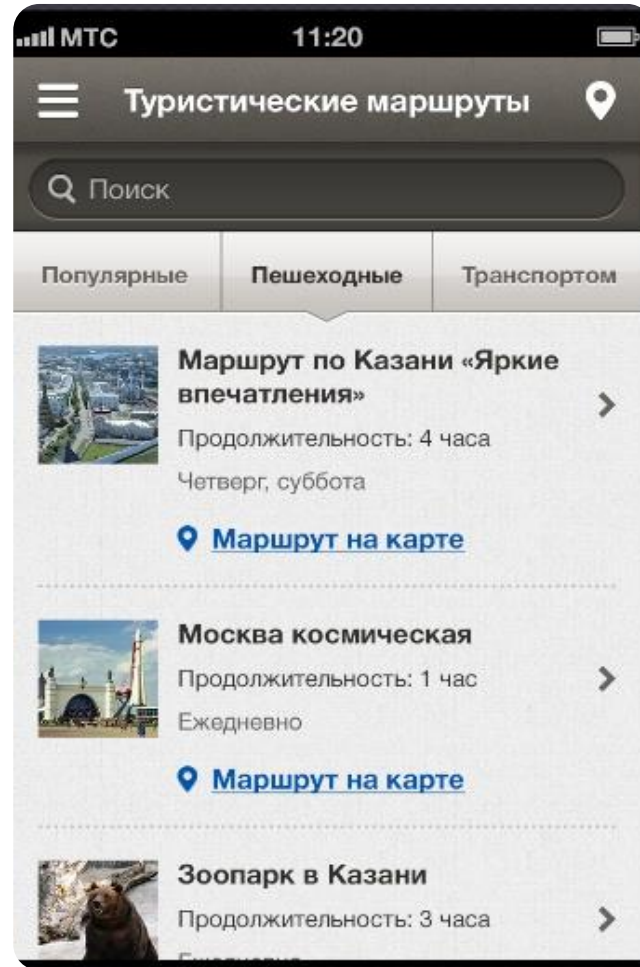 МТС 11:20
Туристические маршруты
Поиск
Популярные Пешеходные Транспортом
Маршрут по Казани «Яркие
впечатления»
Продолжительность: 4 часа
Четверг, суббота
Маршрут на карте
Москва космическая
Продолжительность: 1 час
Ежедневно
Маршрут на карте
Зоопарк в Казани
Продолжительность: 3 часа